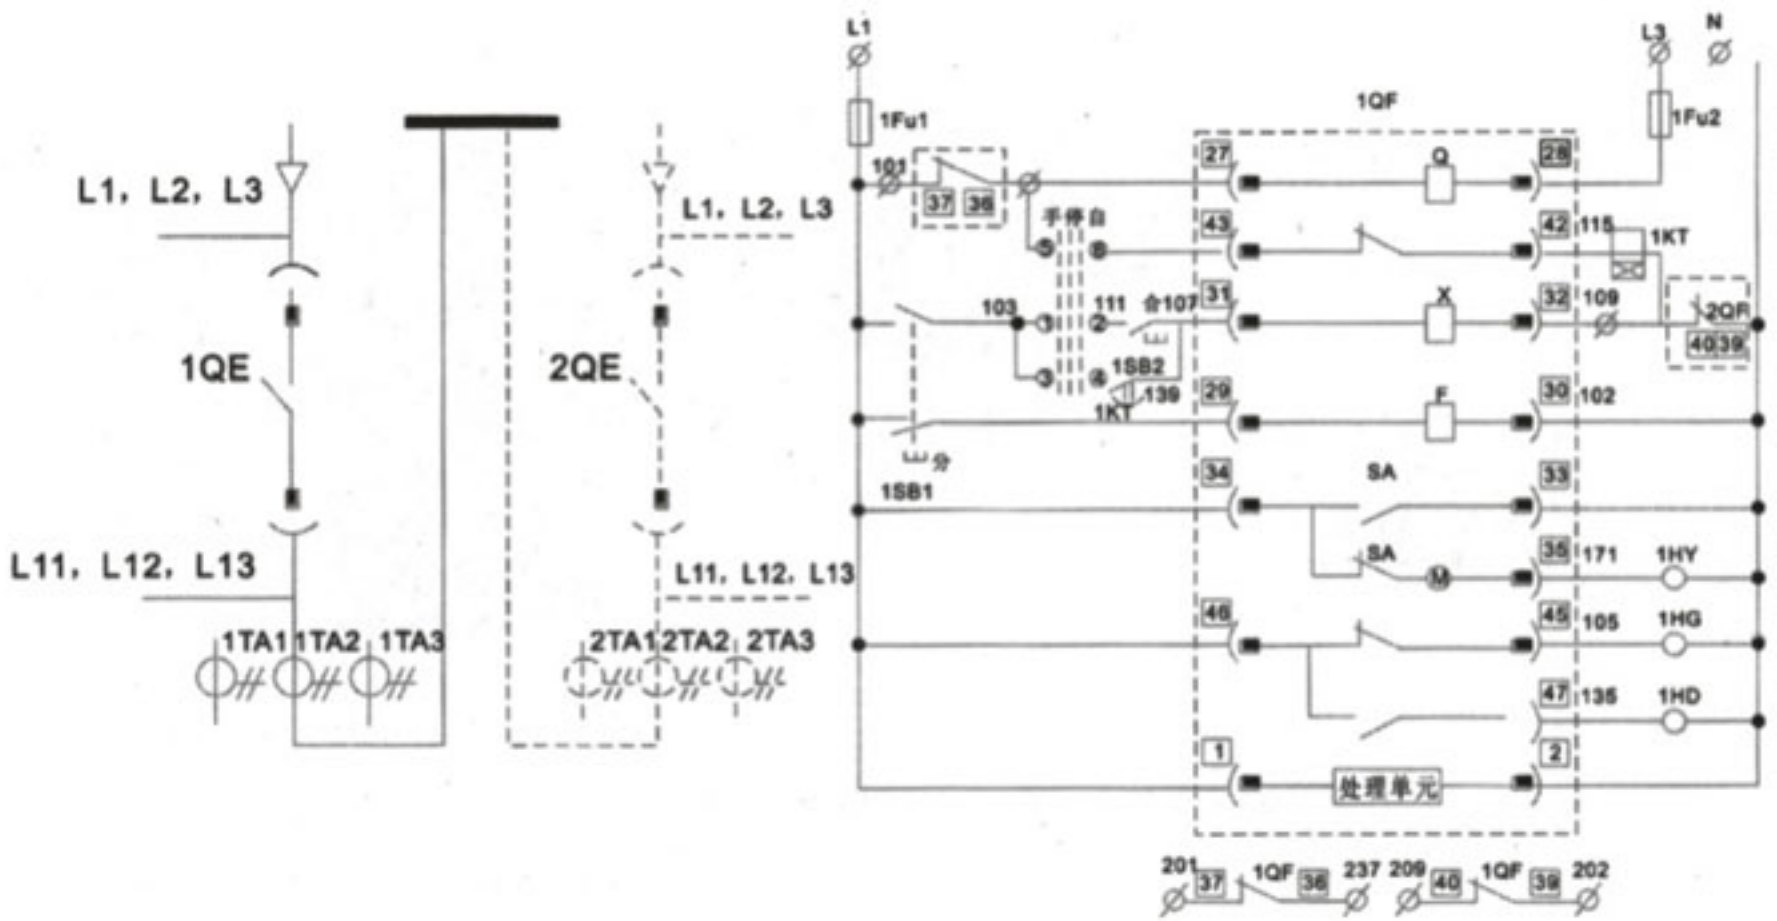 L1, L2, L3
1QE
L11, L12, L13
1TA1 1TA2 1TA3
L1, L2, L3
2QE
L11, L12, L13
2TA1 2TA2 2TA3
L1
L3
N
1Fu1
1QF
1Fu2
101
37 36
27
Q
28
手停自
5 6
43
42
115
1KT
103
1 2
111
合107
31
X
32
109
2QF
40 39
3 4
1SB2
139
1KT
29
F
30
102
分
1SB1
34
SA
33
SA
M
35
171
1HY
46
45
105
1HG
47
135
1HD
1
处理单元
2
201
37
1QF
36
237
209
40
1QF
39
202